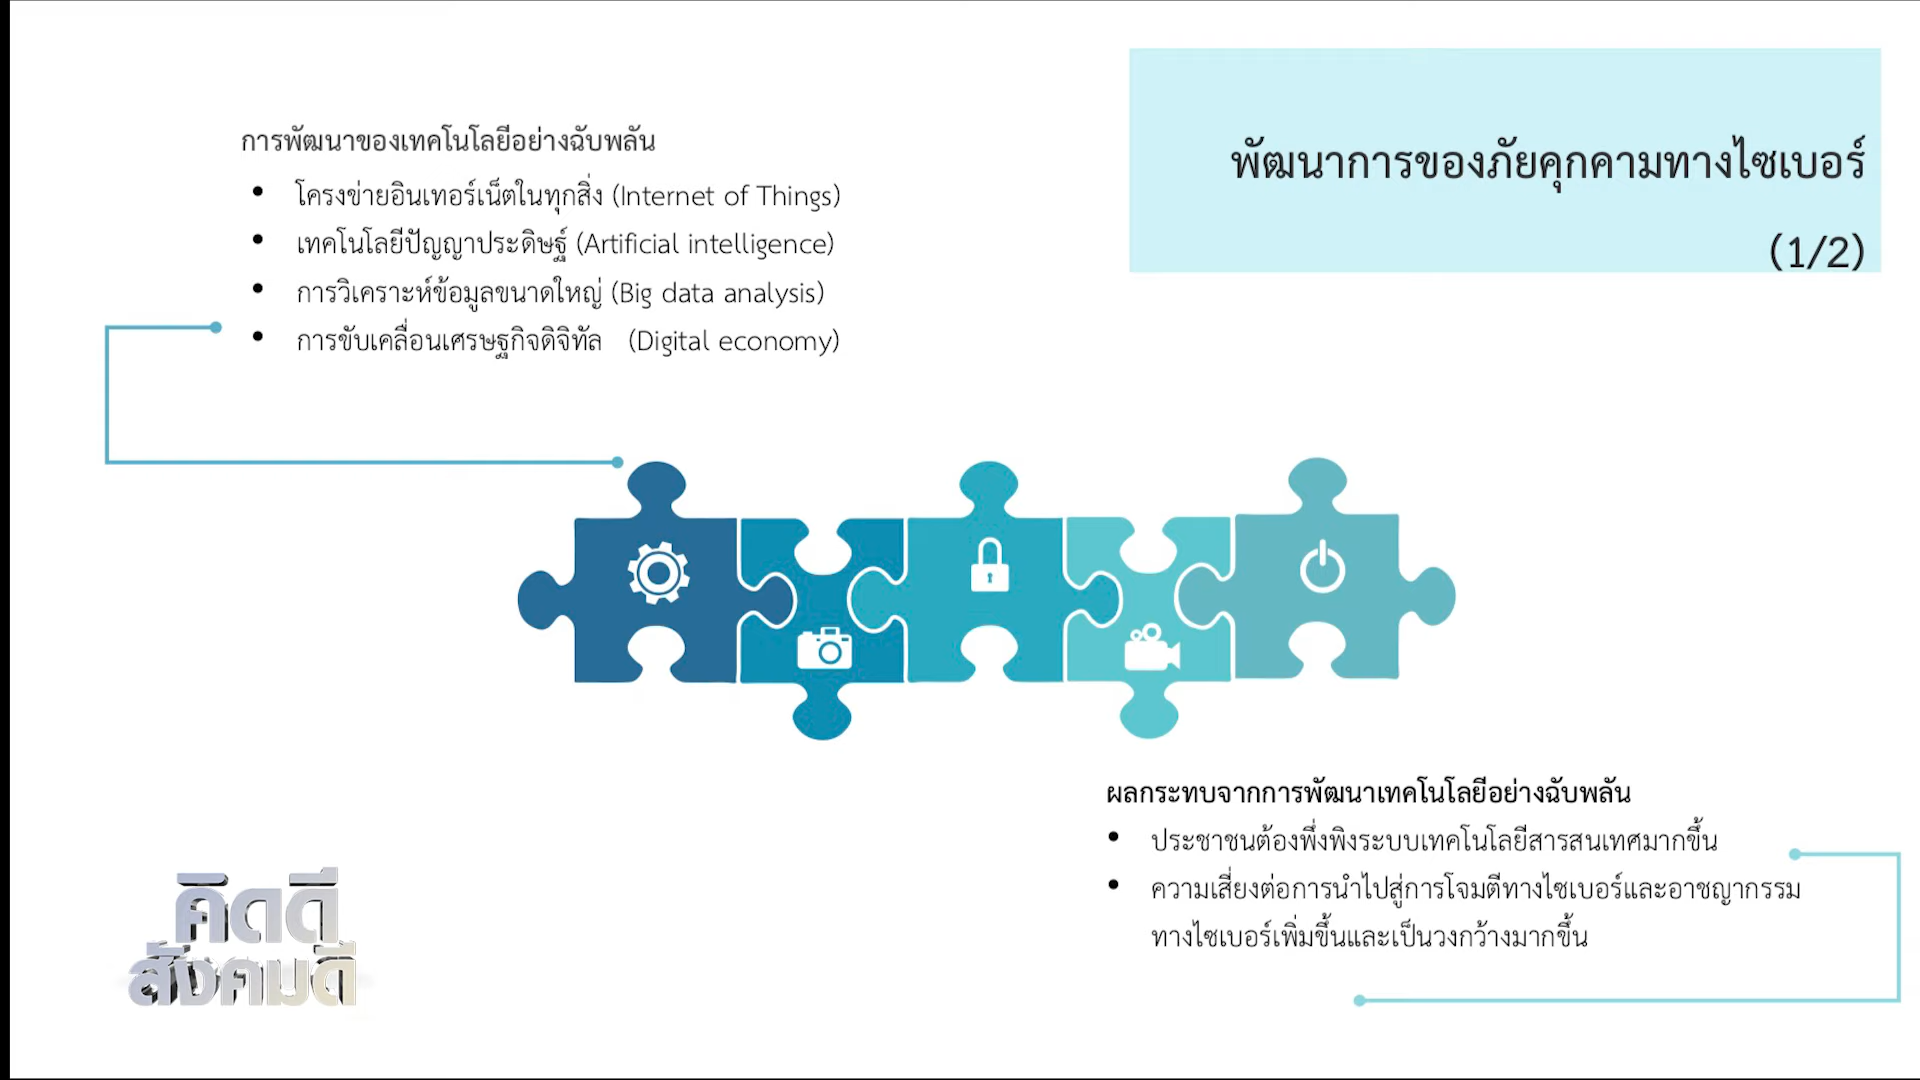 พัฒนาการของภัยคุกคามทางไซเบอร์
(1/2)
การพัฒนาของเทคโนโลยีอย่างฉับพลัน
• โครงข่ายอินเทอร์เน็ตในทุกสิ่ง (Internet of Things)
• เทคโนโลยีปัญญาประดิษฐ์ (Artificial intelligence)
• การวิเคราะห์ข้อมูลขนาดใหญ่ (Big data analysis)
• การขับเคลื่อนเศรษฐกิจดิจิทัล (Digital economy)
ผลกระทบจากการพัฒนาเทคโนโลยีอย่างฉับพลัน
• ประชาชนต้องพึ่งพิงระบบเทคโนโลยีสารสนเทศมากขึ้น
• ความเสี่ยงต่อการนำไปสู่การโจมตีทางไซเบอร์และอาชญากรรม
ทางไซเบอร์เพิ่มขึ้นและเป็นวงกว้างมากขึ้น
คิดดี
สังคมดี